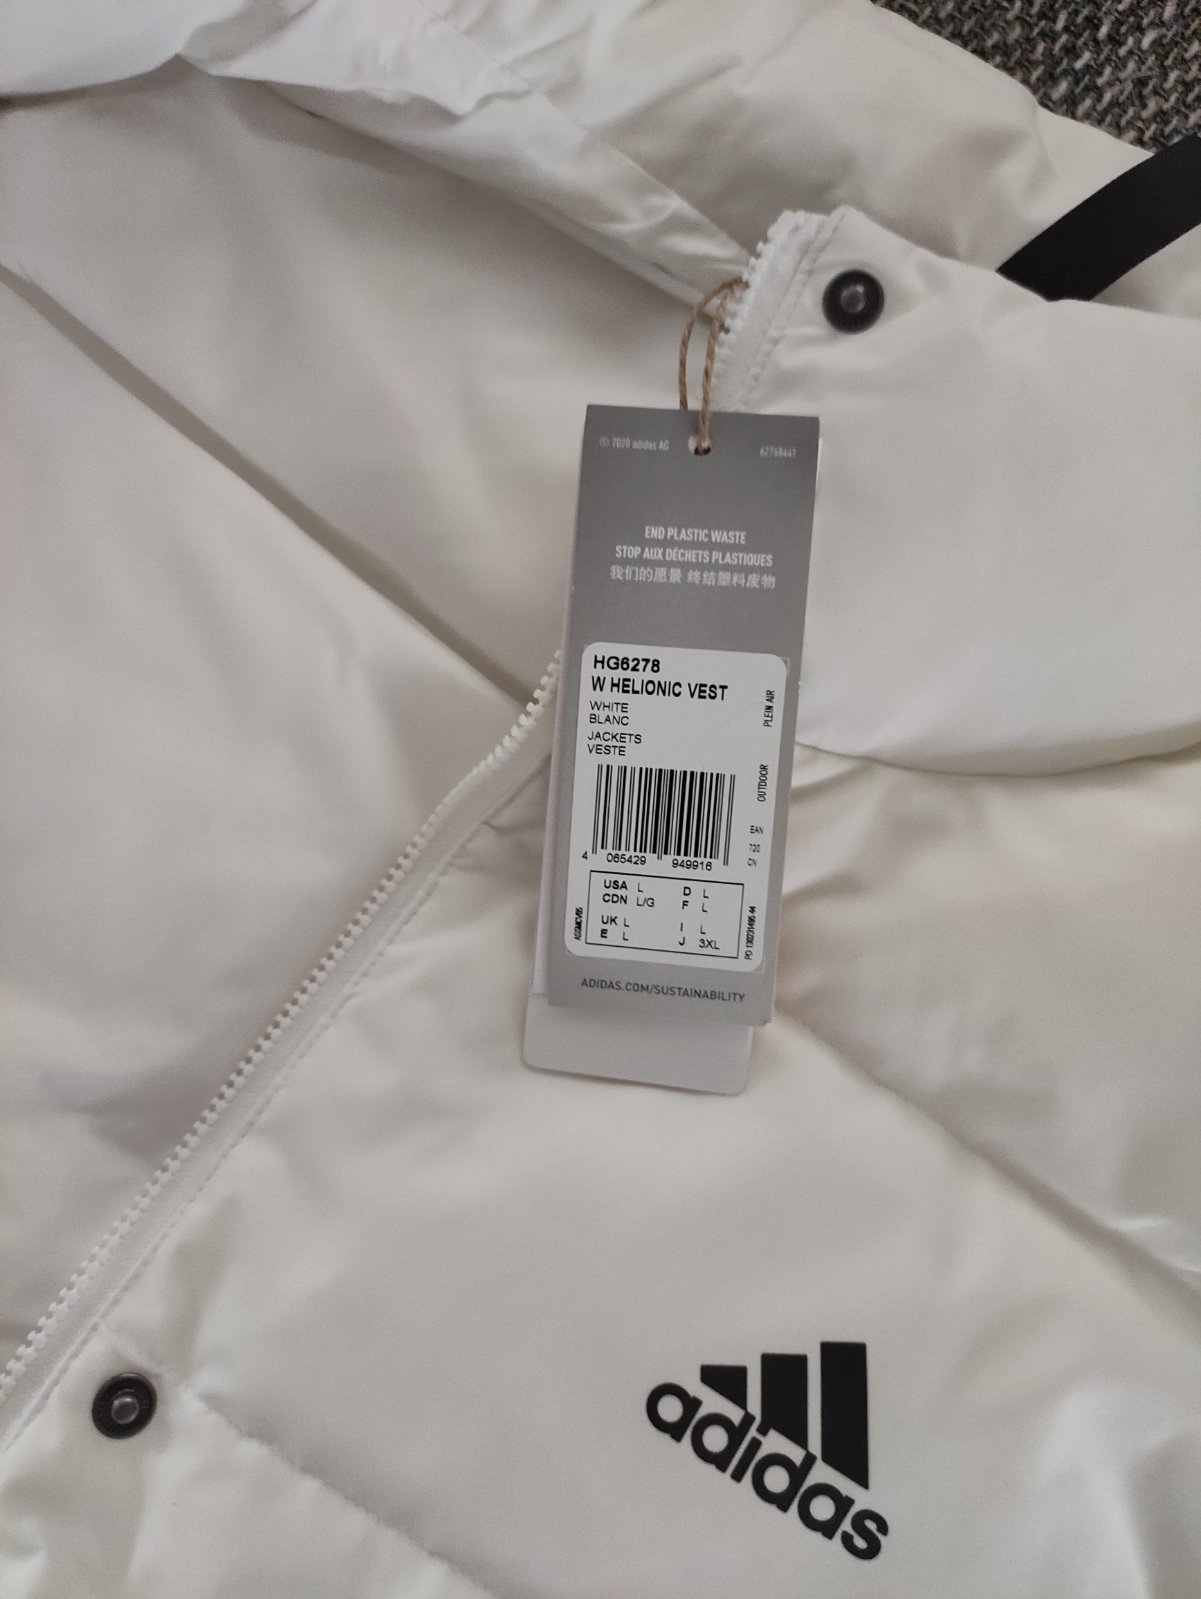 © 2020 adidas AG
62768441
END PLASTIC WASTE
STOP AUX DÉCHETS PLASTIQUES
我们的愿景 终结塑料废物
HG6278
W HELIONIC VEST
WHITE
BLANC
JACKETS
VESTE
PLEIN AIR
OUTDOOR
EAN
720
CN
4 065429 949916
USA L D L
CDN L/G F L
UK L I L
E L J 3XL
ADIDAS.COM/SUSTAINABILITY
adidas